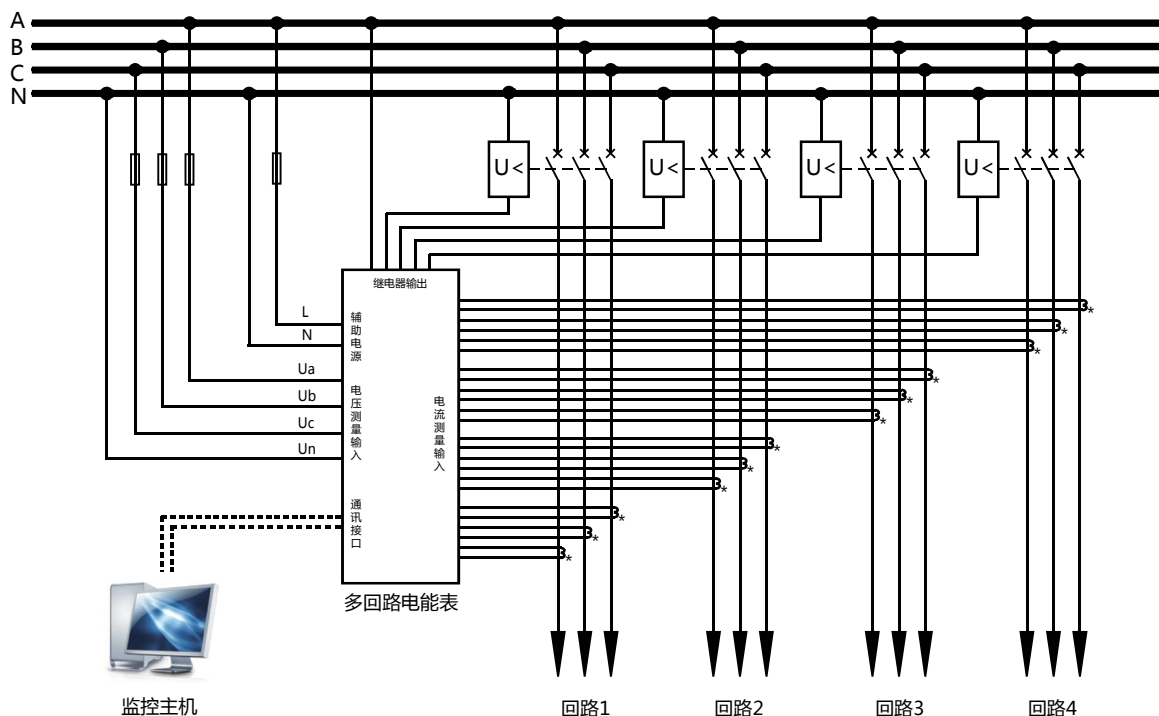 A
B
C
N
U<
U<
U<
U<
继电器输出
L
N
Ua
Ub
Uc
Un
辅助电源
电压测量输入
通讯接口
电流测量输入
*
*
*
*
*
*
*
*
*
*
*
*
多回路电能表
监控主机
回路1
回路2
回路3
回路4